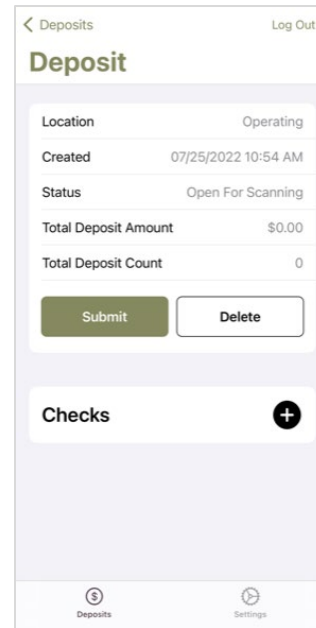 Deposits Log Out
Deposit
Location Operating
Created 07/25/2022 10:54 AM
Status Open For Scanning
Total Deposit Amount $0.00
Total Deposit Count 0
Submit Delete
Checks
Deposits Settings